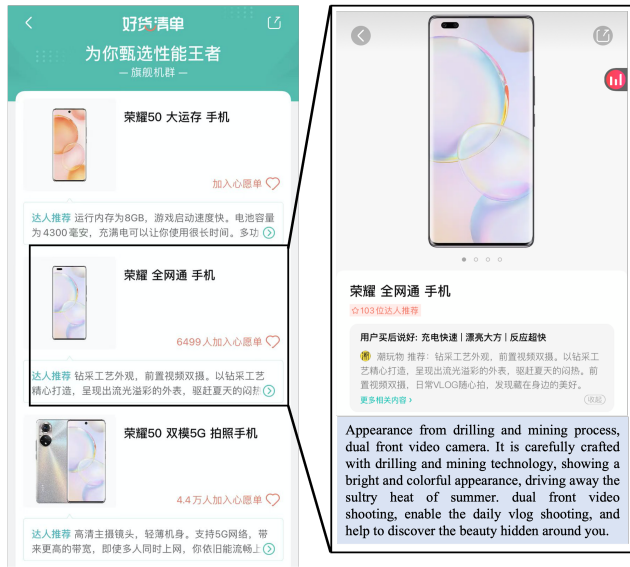 好货清单
为你甄选性能王者
— 旗舰机群 —
荣耀50 大运存 手机
加入心愿单
达人推荐 运行内存为8GB，游戏启动速度快。电池容量
为4300毫安，充满电可以让你使用很长时间。多功
荣耀 全网通 手机
6499人加入心愿单
达人推荐 钻采工艺外观，前置视频双摄。以钻采工艺
精心打造，呈现出流光溢彩的外表，驱赶夏天的闷热
荣耀50 双模5G 拍照手机
4.4万人加入心愿单
达人推荐 高清主摄镜头，轻薄机身。支持5G网络，带
来更高的带宽，即使多人同时上网，你依旧能流畅上
荣耀 全网通 手机
103位达人推荐
用户买后说好: 充电快速 | 漂亮大方 | 反应超快
潮玩物 推荐：钻采工艺外观，前置视频双摄。以钻采工
艺精心打造，呈现出流光溢彩的外表，驱赶夏天的闷热。前
置视频双摄，日常VLOG随心拍，发现藏在身边的美好。
更多相关内容 ›
收起
Appearance from drilling and mining process,
dual front video camera. It is carefully crafted
with drilling and mining technology, showing a
bright and colorful appearance, driving away the
sultry heat of summer. dual front video
shooting, enable the daily vlog shooting, and
help to discover the beauty hidden around you.